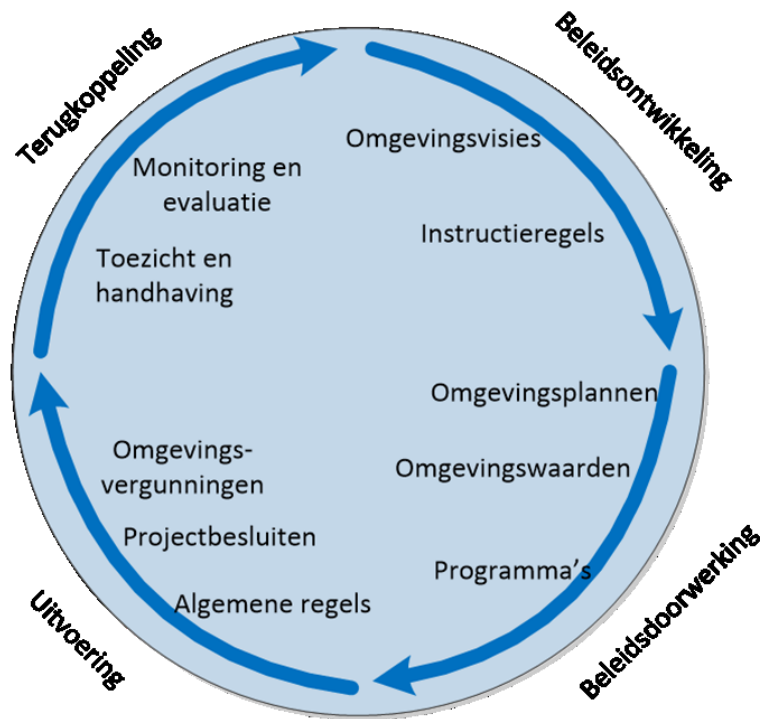 Beleidsontwikkeling
Omgevingsvisies
Instructieregels
Beleidsdoorwerking
Omgevingsplannen
Omgevingswaarden
Programma’s
Uitvoering
Omgevings-
vergunningen
Projectbesluiten
Algemene regels
Terugkoppeling
Monitoring en
evaluatie
Toezicht en
handhaving